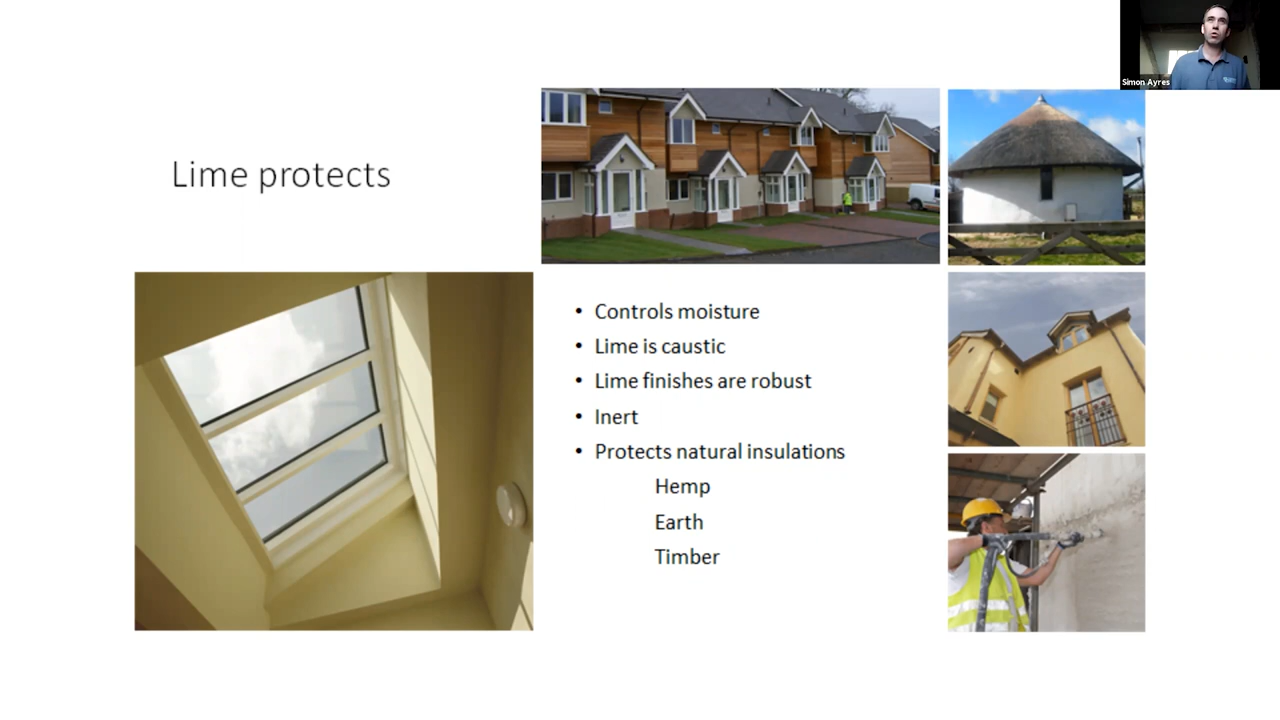 Simon Ayres
Lime protects
• Controls moisture
• Lime is caustic
• Lime finishes are robust
• Inert
• Protects natural insulations
Hemp
Earth
Timber